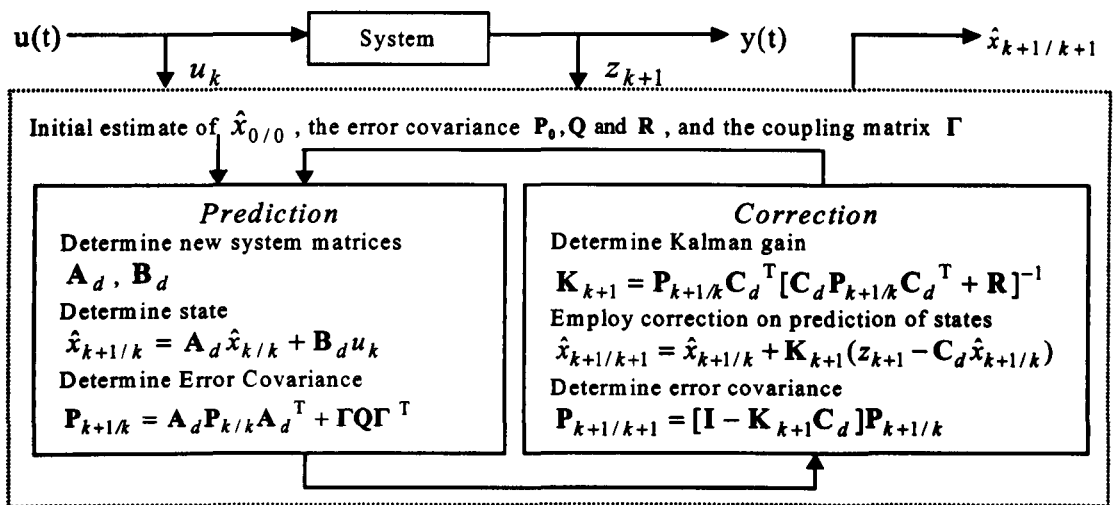 u(t) System y(t) x̂_{k+1/k+1}
u_k z_{k+1}
Initial estimate of x̂_{0/0} , the error covariance P_0, Q and R , and the coupling matrix Γ
Prediction
Determine new system matrices
A_d , B_d
Determine state
x̂_{k+1/k} = A_d x̂_{k/k} + B_d u_k
Determine Error Covariance
P_{k+1/k} = A_d P_{k/k} A_d^T + ΓQΓ^T
Correction
Determine Kalman gain
K_{k+1} = P_{k+1/k} C_d^T [C_d P_{k+1/k} C_d^T + R]^{-1}
Employ correction on prediction of states
x̂_{k+1/k+1} = x̂_{k+1/k} + K_{k+1}(z_{k+1} − C_d x̂_{k+1/k})
Determine error covariance
P_{k+1/k+1} = [I − K_{k+1} C_d]P_{k+1/k}